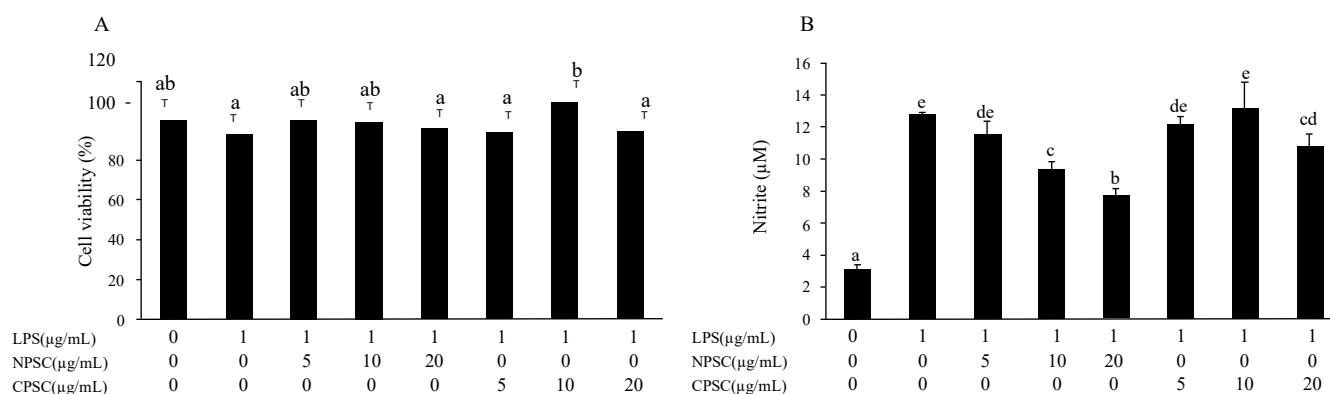 A
120
ab
a
ab
ab
a
a
b
a
100 -
80
60
40
20
0
Cell viability (%)
LPS(µg/mL) 0 1 1 1 1 1 1 1
NPSC(µg/mL) 0 0 5 10 20 0 0 0
CPSC(µg/mL) 0 0 0 0 0 5 10 20
B
16
14
12
10
8
6
4
2
0
Nitrite (µM)
a
e
de
c
b
de
e
cd
LPS(µg/mL) 0 1 1 1 1 1 1 1
NPSC(µg/mL) 0 0 5 10 20 0 0 0
CPSC(µg/mL) 0 0 0 0 0 5 10 20